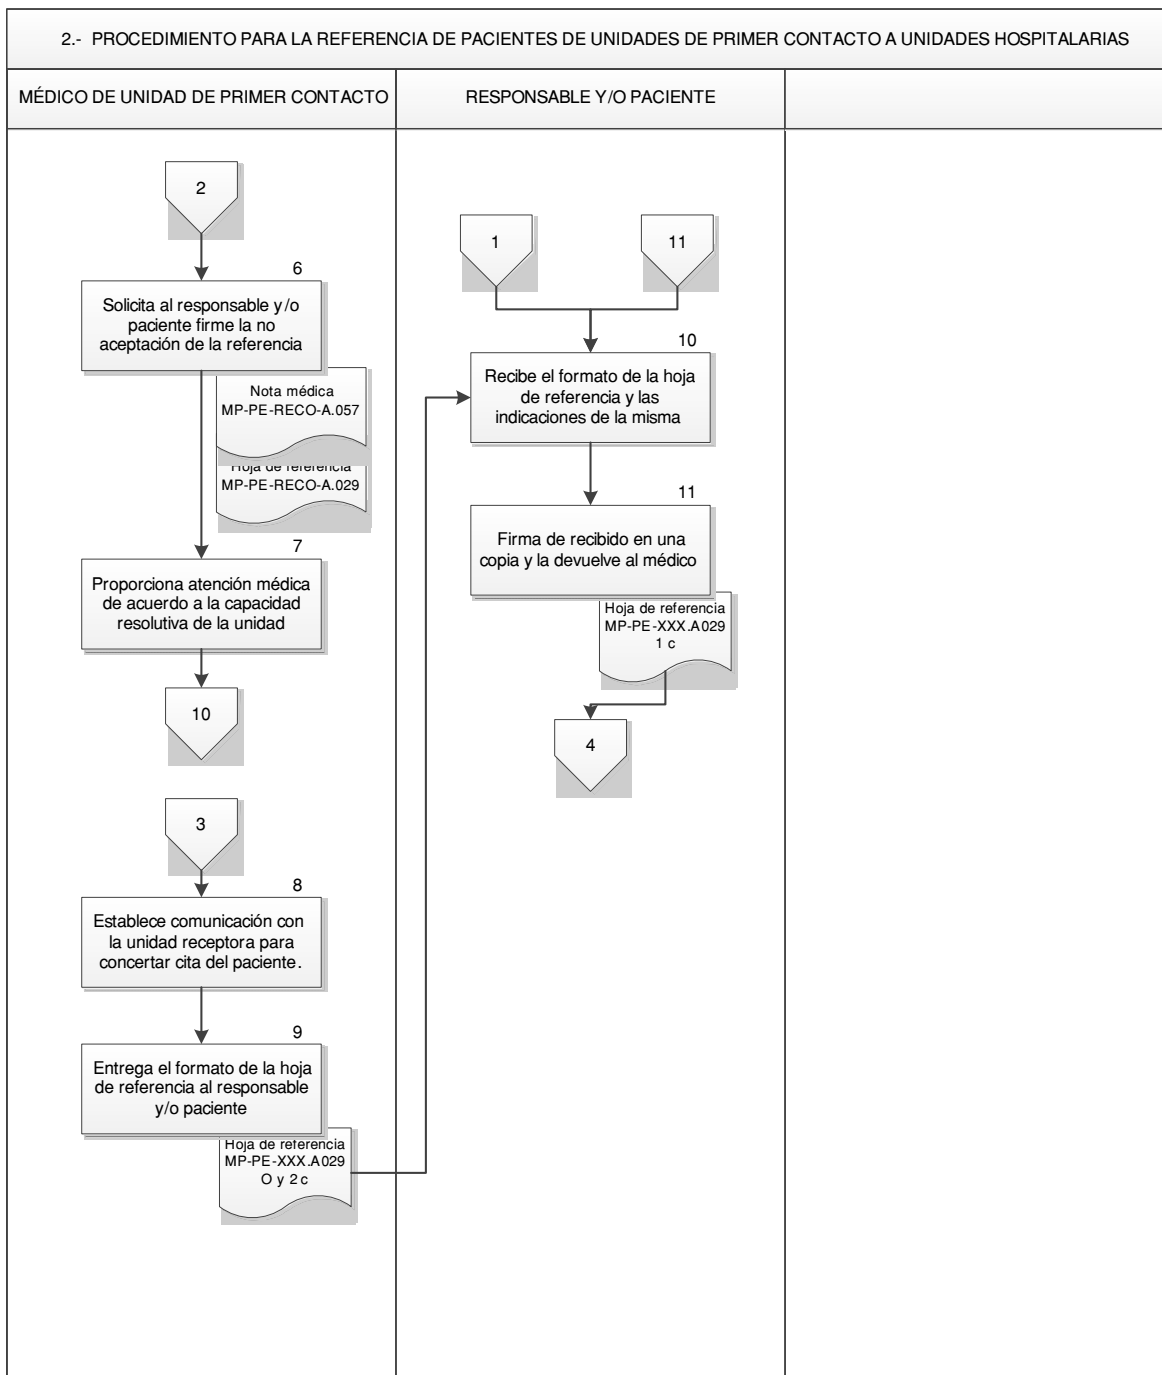 2.- PROCEDIMIENTO PARA LA REFERENCIA DE PACIENTES DE UNIDADES DE PRIMER CONTACTO A UNIDADES HOSPITALARIAS
MÉDICO DE UNIDAD DE PRIMER CONTACTO
RESPONSABLE Y/O PACIENTE
2
6
Solicita al responsable y/o
paciente firme la no
aceptación de la referencia
Nota médica
MP-PE-RECO-A.057
Hoja de referencia
MP-PE-RECO-A.029
7
Proporciona atención médica
de acuerdo a la capacidad
resolutiva de la unidad
10
3
8
Establece comunicación con
la unidad receptora para
concertar cita del paciente.
9
Entrega el formato de la hoja
de referencia al responsable
y/o paciente
Hoja de referencia
MP-PE-XXX.A029
O y 2 c
1
11
10
Recibe el formato de la hoja
de referencia y las
indicaciones de la misma
11
Firma de recibido en una
copia y la devuelve al médico
Hoja de referencia
MP-PE-XXX.A029
1 c
4